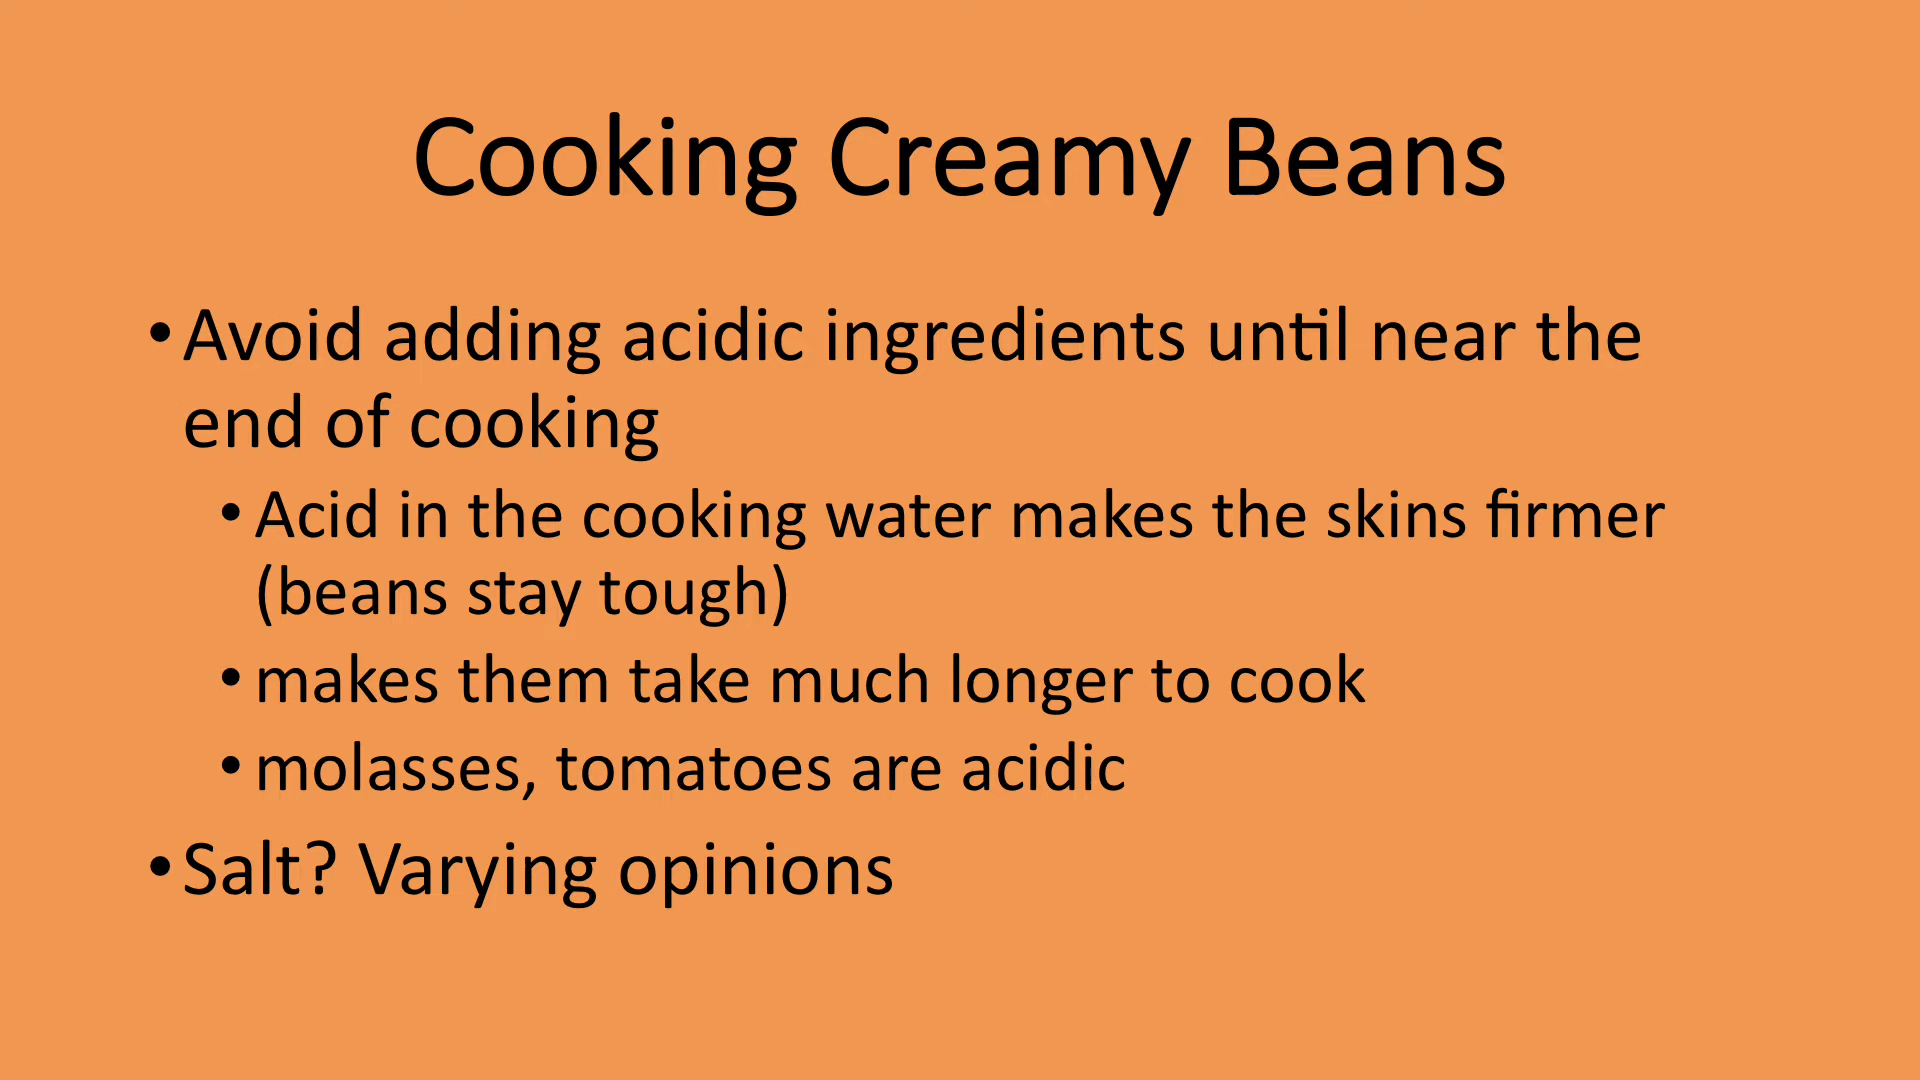 Cooking Creamy Beans
• Avoid adding acidic ingredients until near the
end of cooking
• Acid in the cooking water makes the skins firmer
(beans stay tough)
• makes them take much longer to cook
• molasses, tomatoes are acidic
• Salt? Varying opinions